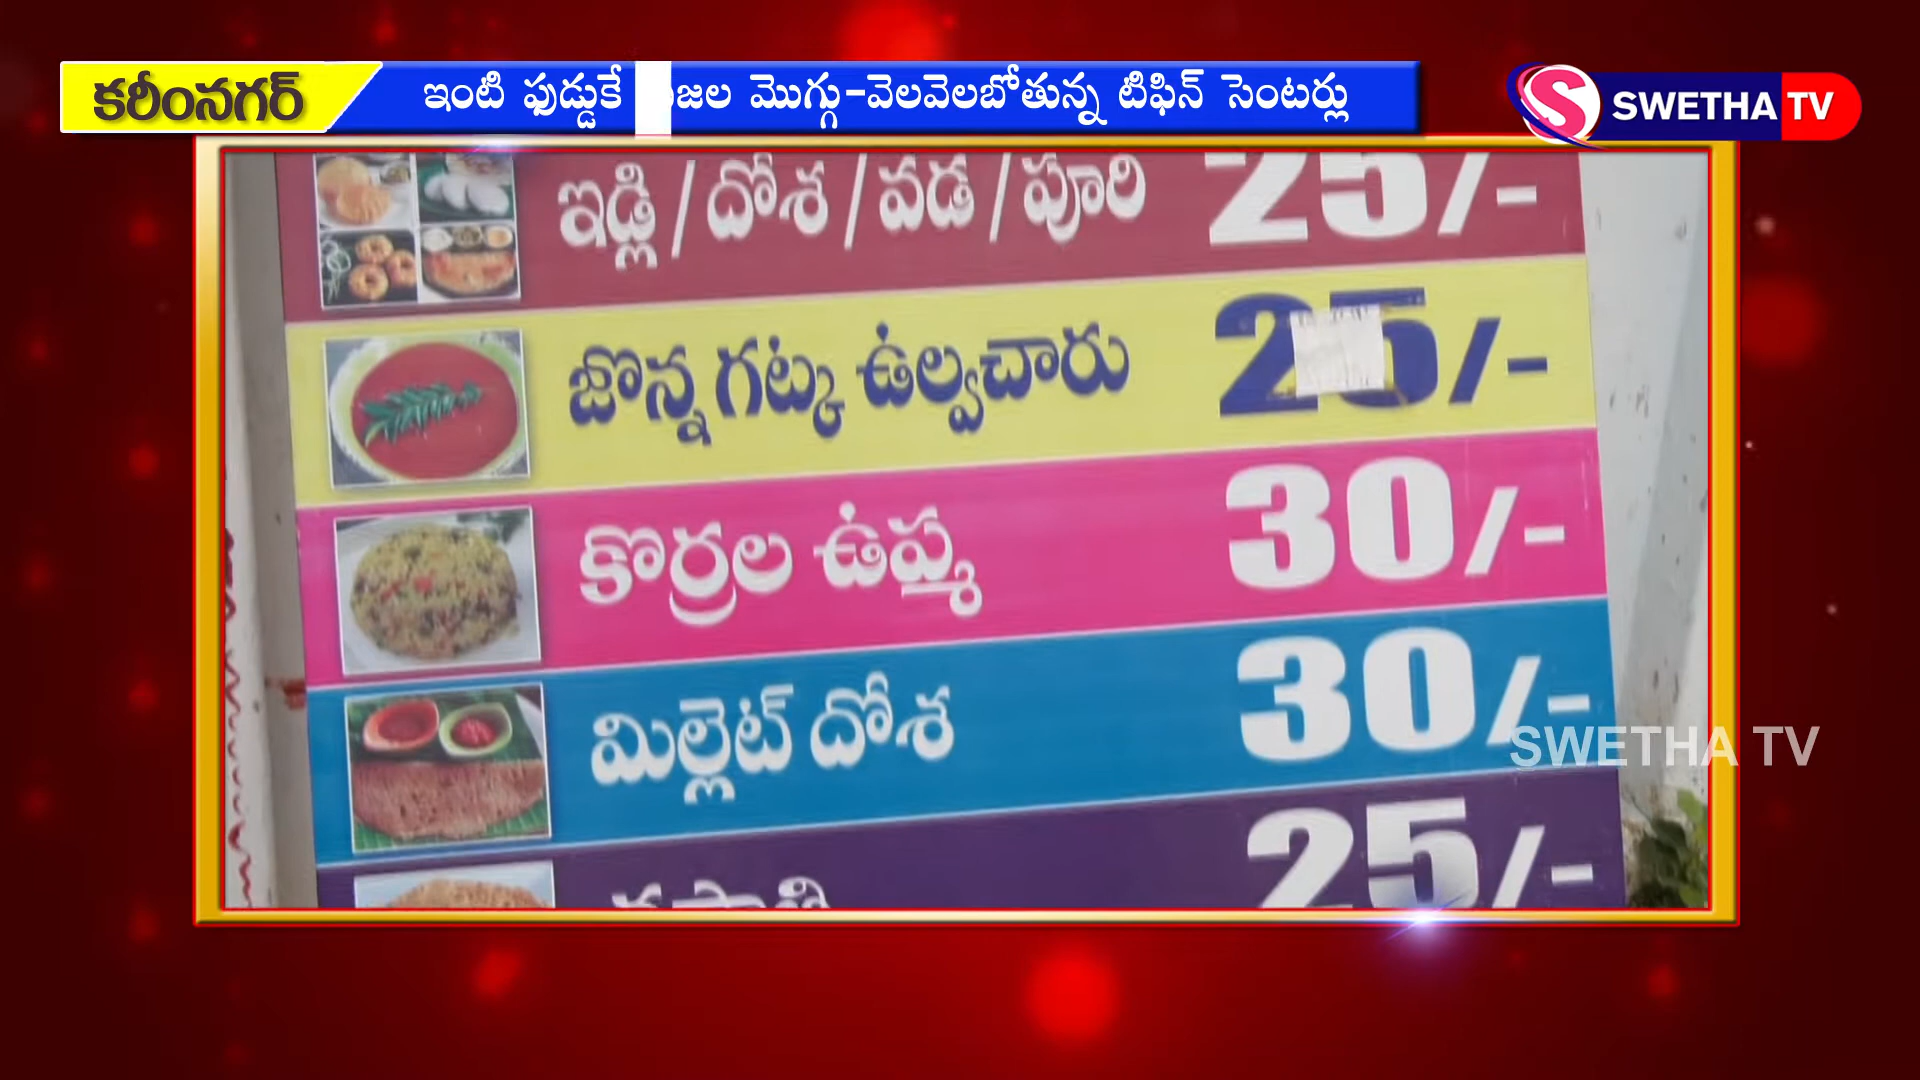 కరీంనగర్
ఇంటి ఫుడ్డుకే జల మొగ్గు-వెలవెలబోతున్న టిఫిన్ సెంటర్లు
SWETHA TV
ఇడ్లి / దోశ / వడ / పూరి 25/-
జొన్న గట్క ఉల్వచారు 25/-
కొర్రల ఉప్మ 30/-
మిల్లెట్ దోశ 30/-
25/-
SWETHA TV